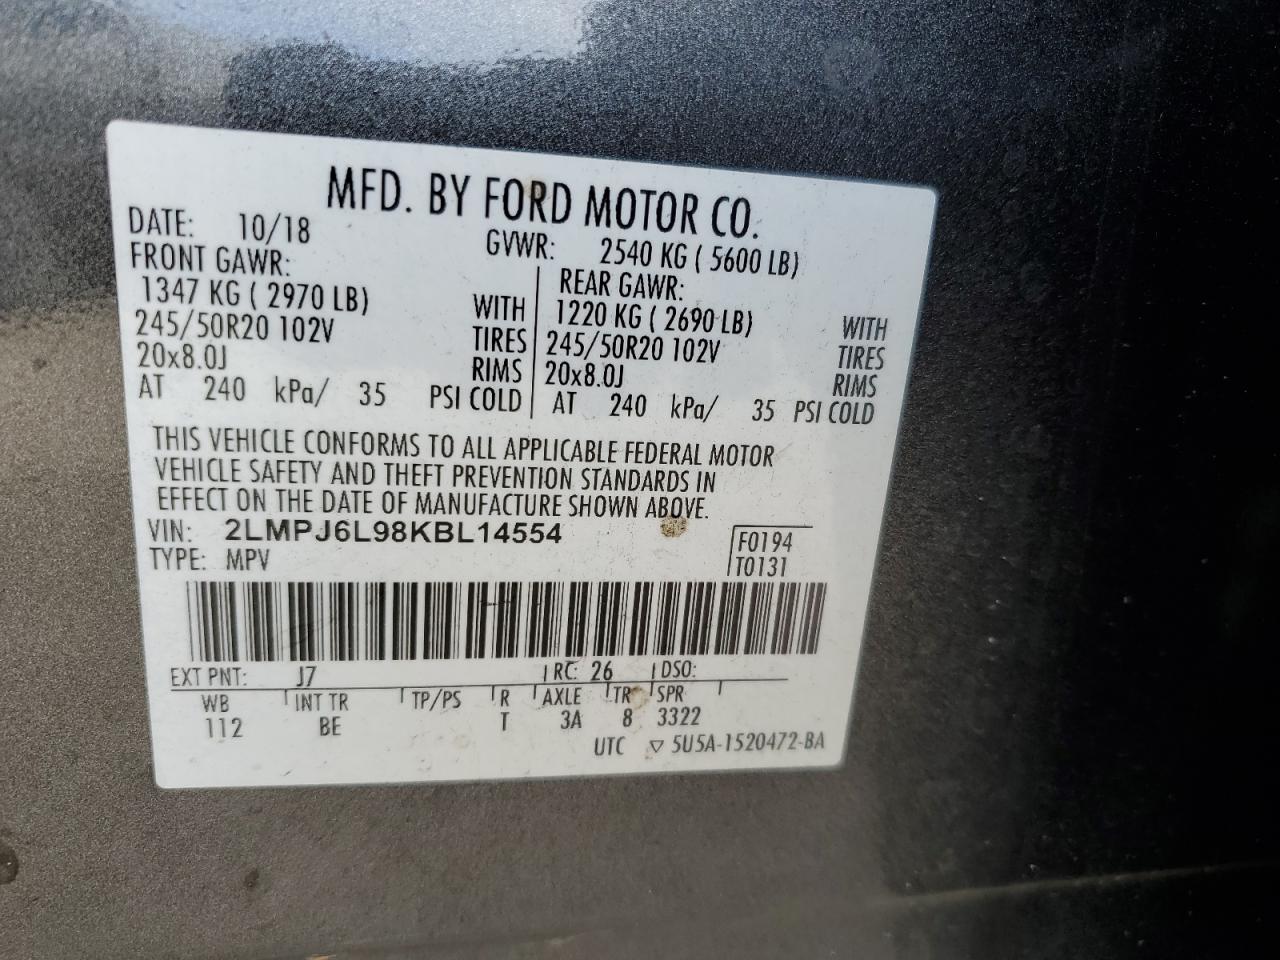 MFD. BY FORD MOTOR CO.
DATE: 10/18 GVWR: 2540 KG ( 5600 LB)
FRONT GAWR: REAR GAWR:
1347 KG ( 2970 LB) WITH 1220 KG ( 2690 LB) WITH
245/50R20 102V TIRES 245/50R20 102V TIRES
20x8.0J RIMS 20x8.0J RIMS
AT 240 kPa/ 35 PSI COLD AT 240 kPa/ 35 PSI COLD
THIS VEHICLE CONFORMS TO ALL APPLICABLE FEDERAL MOTOR
VEHICLE SAFETY AND THEFT PREVENTION STANDARDS IN
EFFECT ON THE DATE OF MANUFACTURE SHOWN ABOVE.
VIN: 2LMPJ6L98KBL14554 F0194
TYPE: MPV T0131
EXT PNT: J7 RC: 26 DSO:
WB INT TR TP/PS R AXLE TR SPR
112 BE T 3A 8 3322
UTC ▽ 5U5A-1520472-BA